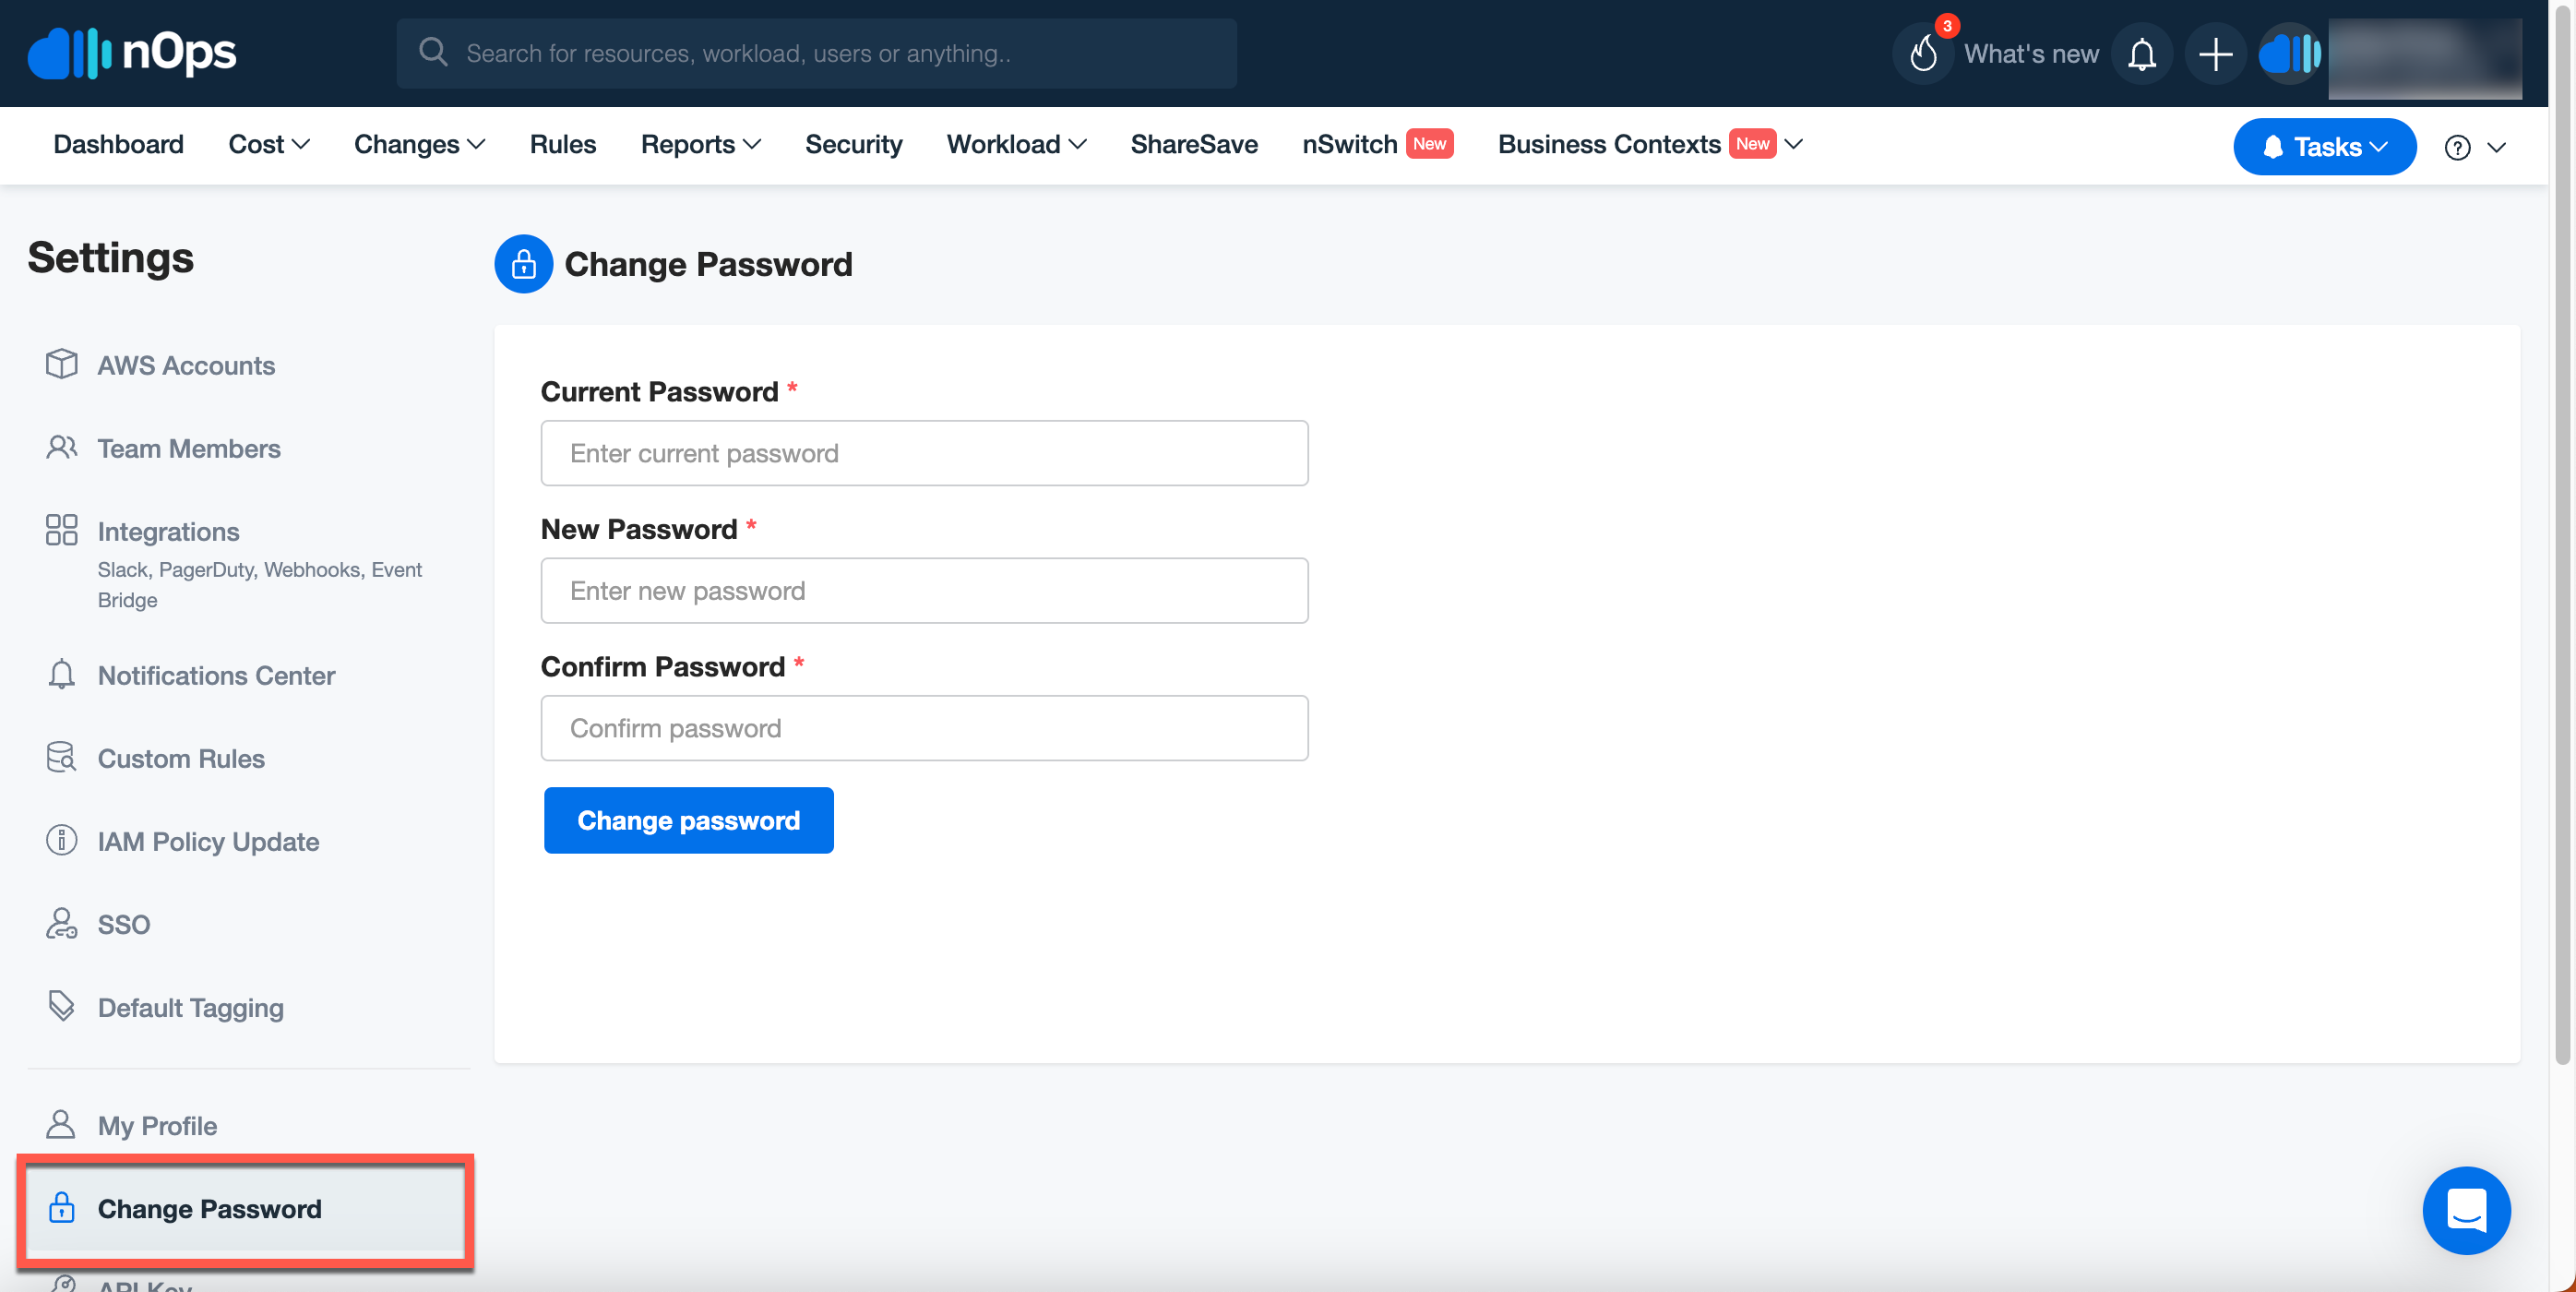 nOps
Search for resources, workload, users or anything..
3
What's new
Dashboard Cost Changes Rules Reports Security Workload ShareSave nSwitch New Business Contexts New Tasks ?
Settings
Change Password
AWS Accounts
Team Members
Integrations
Slack, PagerDuty, Webhooks, Event
Bridge
Notifications Center
Custom Rules
IAM Policy Update
SSO
Default Tagging
My Profile
Change Password
API Key
Current Password *
Enter current password
New Password *
Enter new password
Confirm Password *
Confirm password
Change password